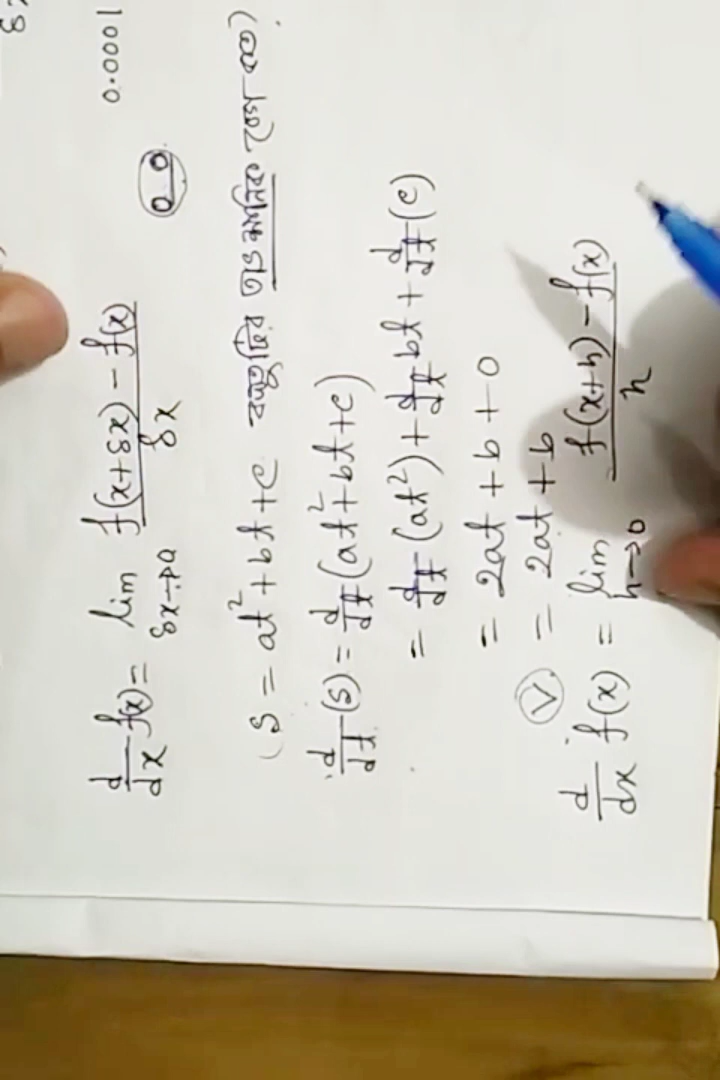 0.0001
0 0
d/dx f(x) = lim δx→0 f(x+δx) - f(x) / δx
S = at² + bt + c বস্তুটির তাৎক্ষণিক বেগ কত?
d/dt (S) = d/dt (at² + bt + c)
= d/dt (at²) + d/dt bt + d/dt (c)
= 2at + b + 0
V = 2at + b
d/dx f(x) = lim h→0 f(x+h) - f(x) / h